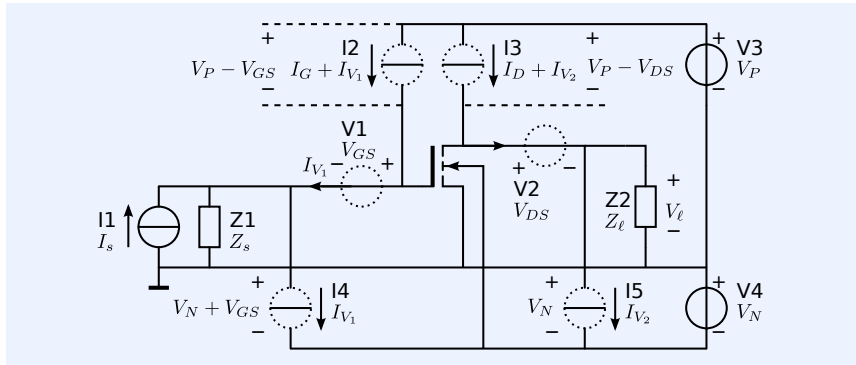 + I2 I3 + + V3
V_P − V_GS I_G + I_V1 I_D + I_V2 V_P − V_DS V_P
− − −
V1
V_GS
I_V1 − + + −
V2
V_DS
I1 I_s Z1 Z_s Z2 Z_ℓ + V_ℓ −
+ I4 + I5 + V4
V_N + V_GS I_V1 V_N I_V2 V_N
− − −